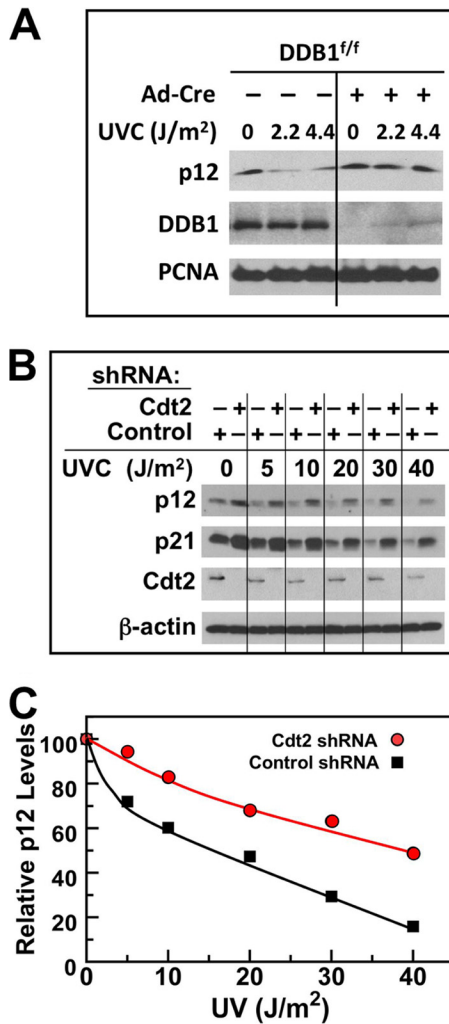 A
DDB1f/f
Ad-Cre – – – + + +
UVC (J/m²) 0 2.2 4.4 0 2.2 4.4
p12
DDB1
PCNA
B
shRNA:
Cdt2 – + – + – + – + – + – +
Control + – + – + – + – + – + –
UVC (J/m²) 0 5 10 20 30 40
p12
p21
Cdt2
β-actin
C
Relative p12 Levels
100
80
60
40
20
0
Cdt2 shRNA
Control shRNA
0 10 20 30 40
UV (J/m²)